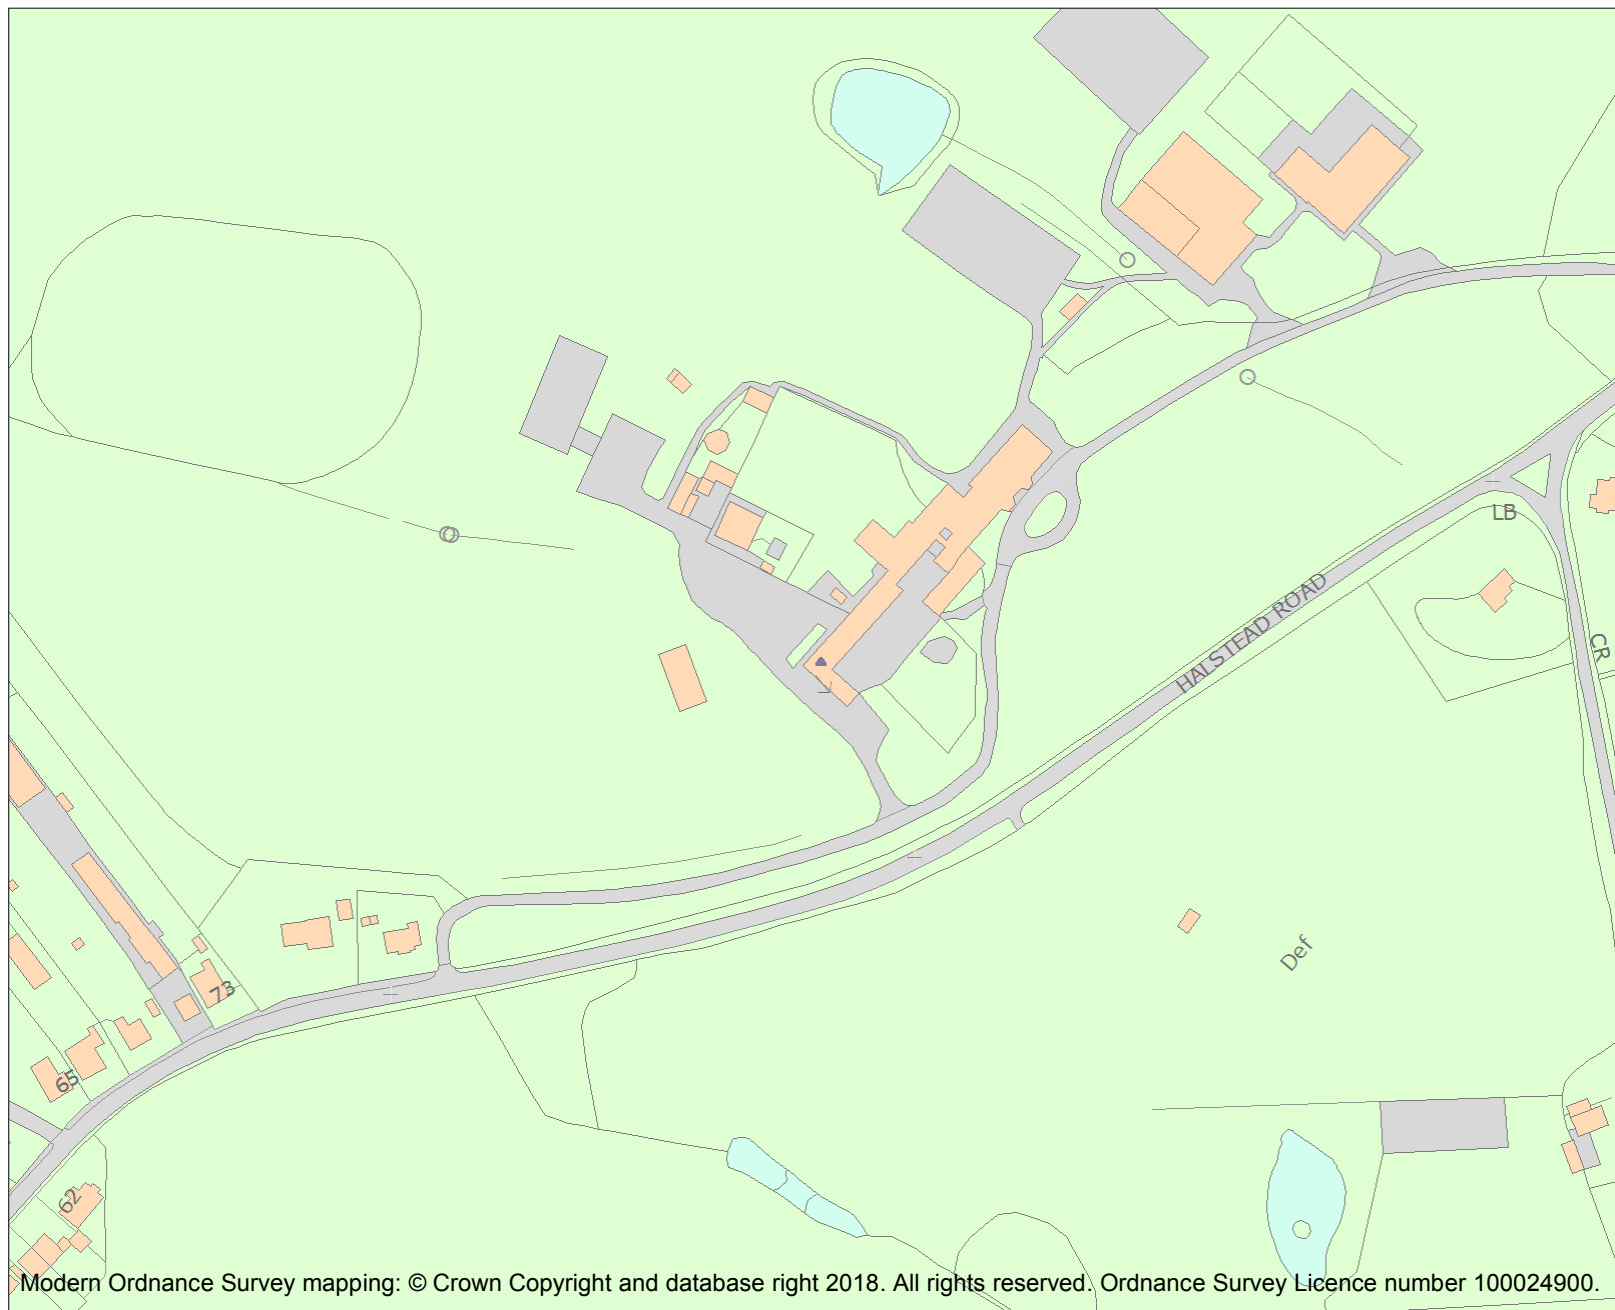 LB
HALSTEAD ROAD
CR
Def
73
65
62
Modern Ordnance Survey mapping: © Crown Copyright and database right 2018. All rights reserved. Ordnance Survey Licence number 100024900.